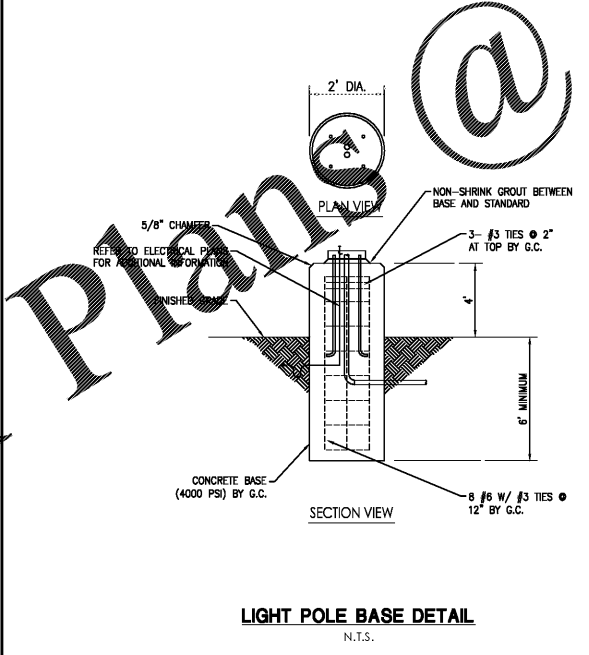 Plans @
2' DIA.
PLAN VIEW
NON-SHRINK GROUT BETWEEN
BASE AND STANDARD
5/8" CHAMFER
3- #3 TIES @ 2"
AT TOP BY G.C.
REFER TO ELECTRICAL PLANS
FOR ADDITIONAL INFORMATION
4'
FINISHED GRADE
6' MINIMUM
CONCRETE BASE
(4000 PSI) BY G.C.
8 #6 W/ #3 TIES @
12" BY G.C.
SECTION VIEW
LIGHT POLE BASE DETAIL
N.T.S.